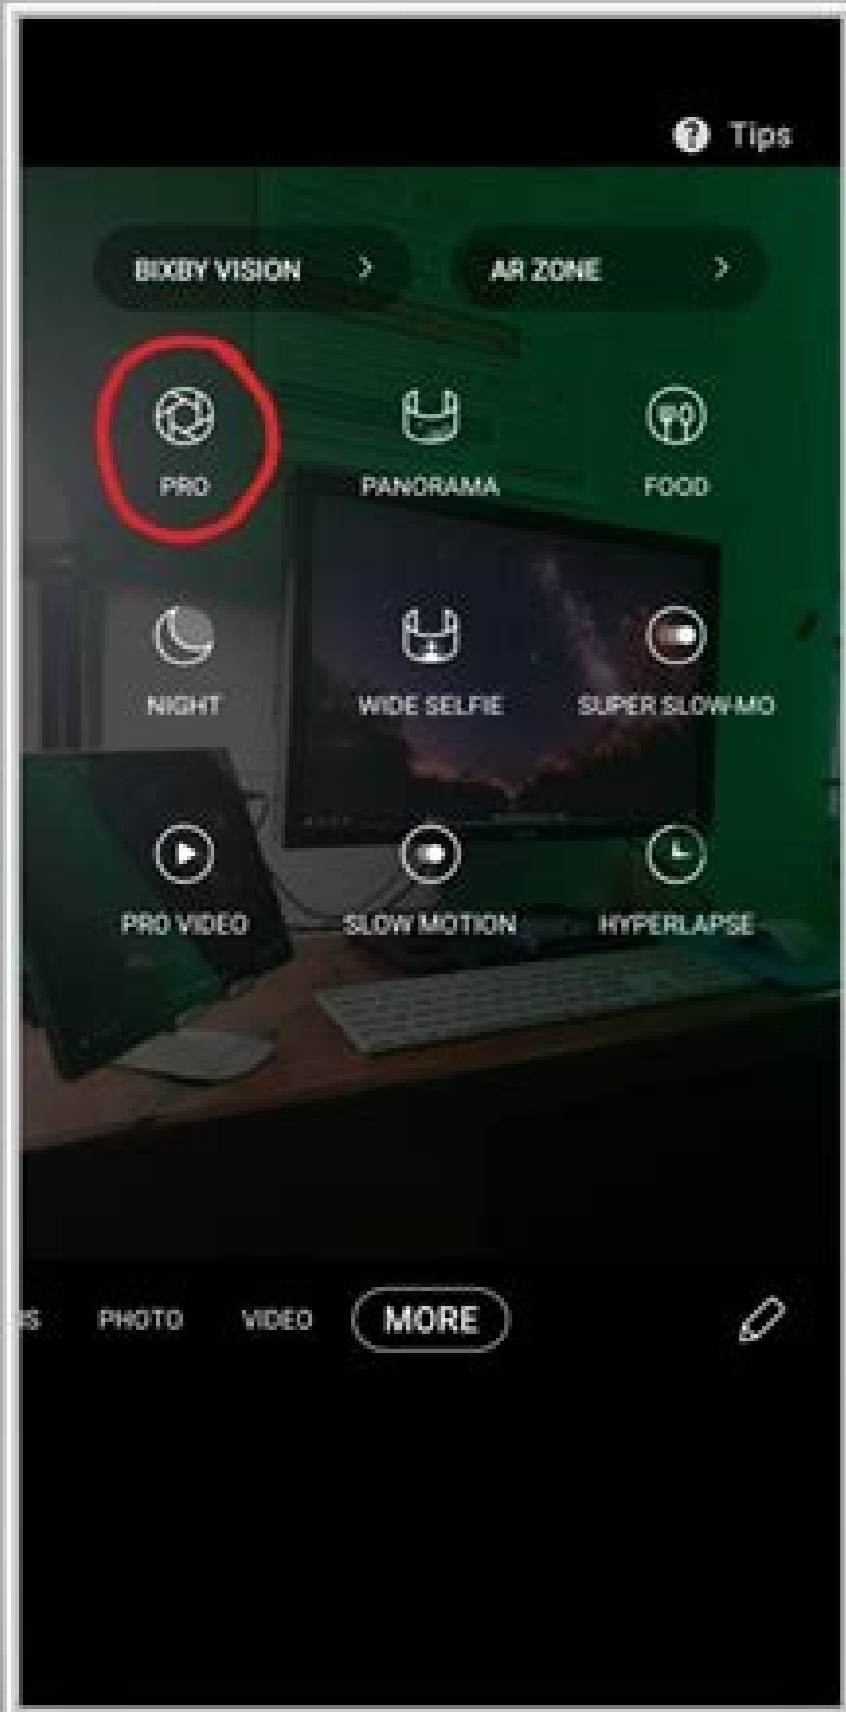 Tips
BIXBY VISION AR ZONE
PRO PANORAMA FOOD
NIGHT WIDE SELFIE SUPER SLOW-MO
PRO VIDEO SLOW MOTION HYPERLAPSE
PHOTO VIDEO MORE